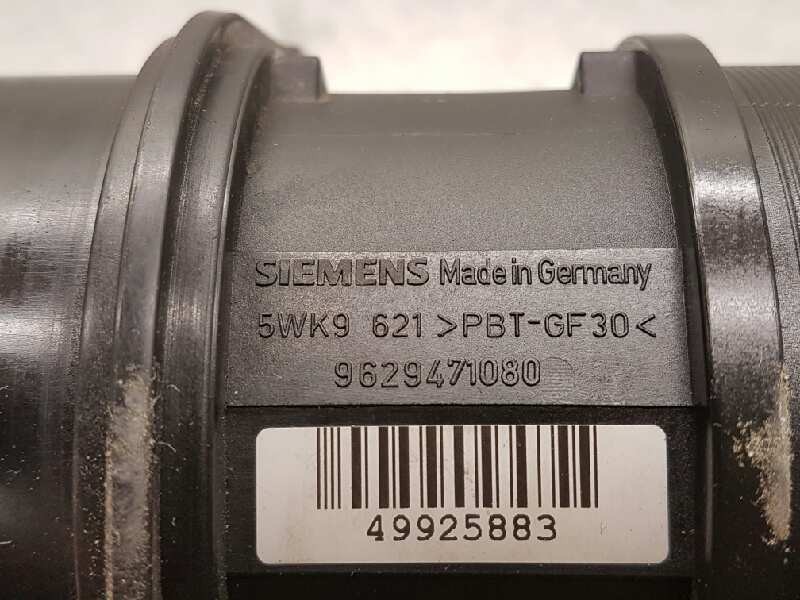 SIEMENS Made in Germany
5WK9 621 >PBT-GF30<
9629471080
49925883